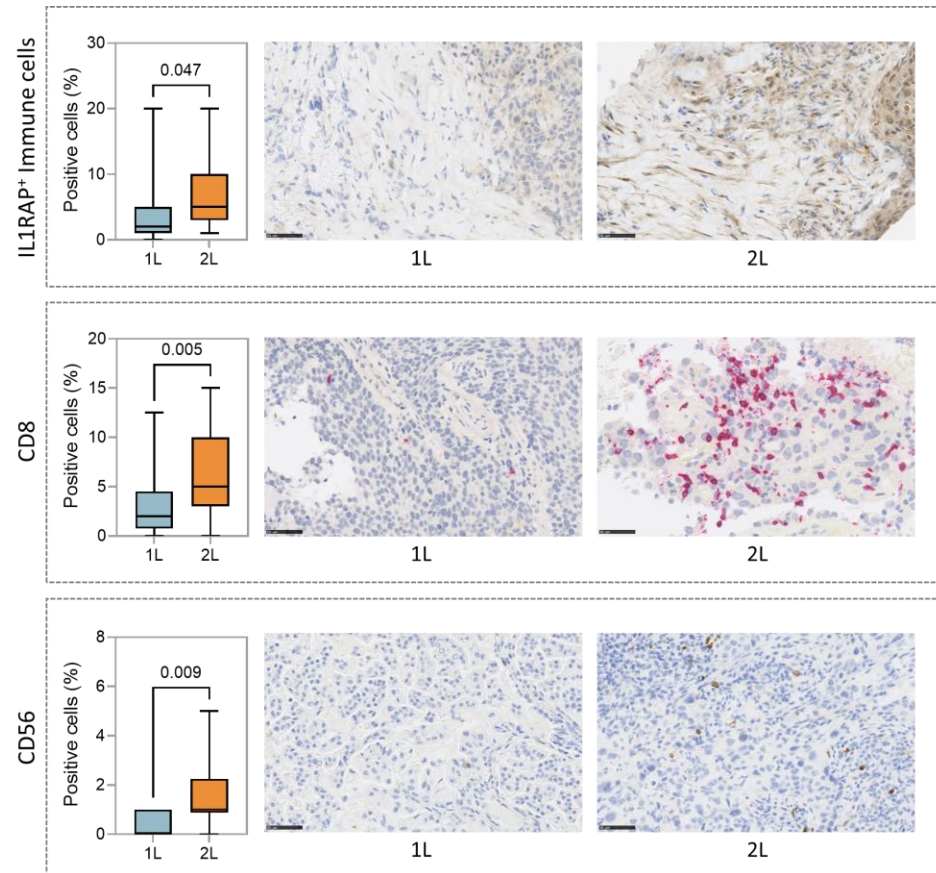 IL1RAP⁺ Immune cells
Positive cells (%)
30
20
10
0
0.047
1L
2L
1L
2L
CD8
Positive cells (%)
20
15
10
5
0
0.005
1L
2L
1L
2L
CD56
Positive cells (%)
8
6
4
2
0
0.009
1L
2L
1L
2L